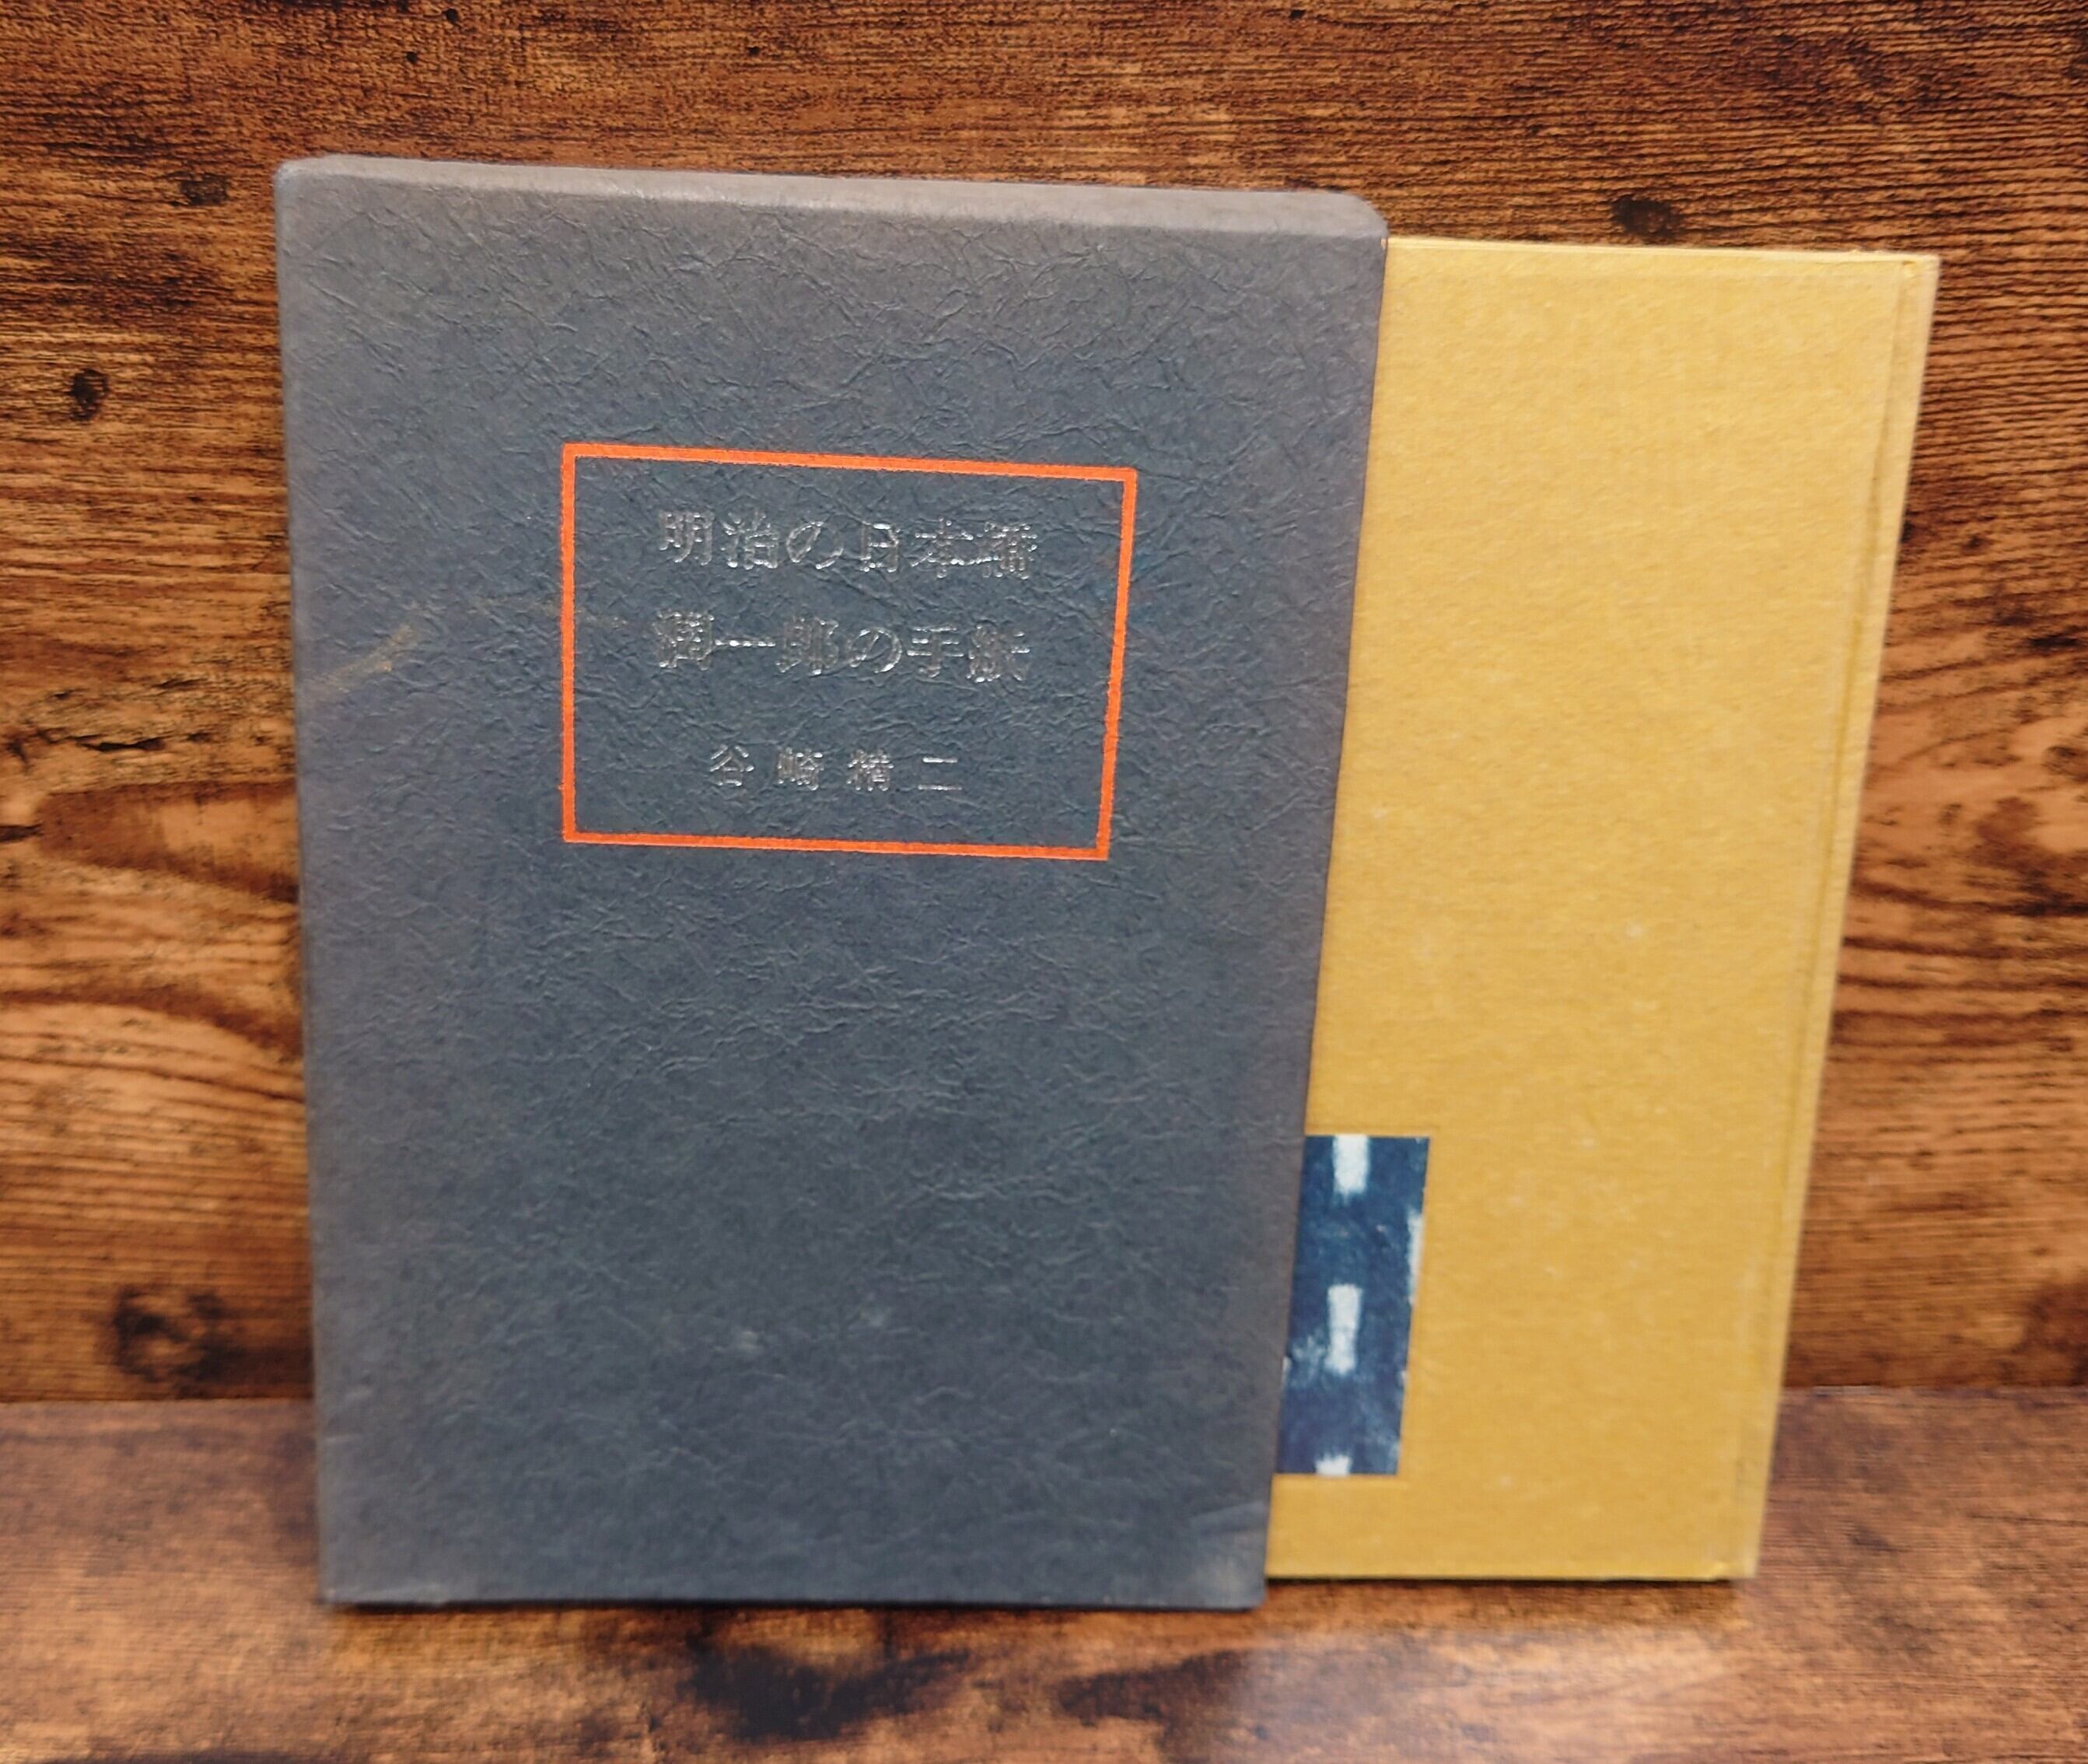 明治の日本橋
潤一郎の手紙
谷崎精二